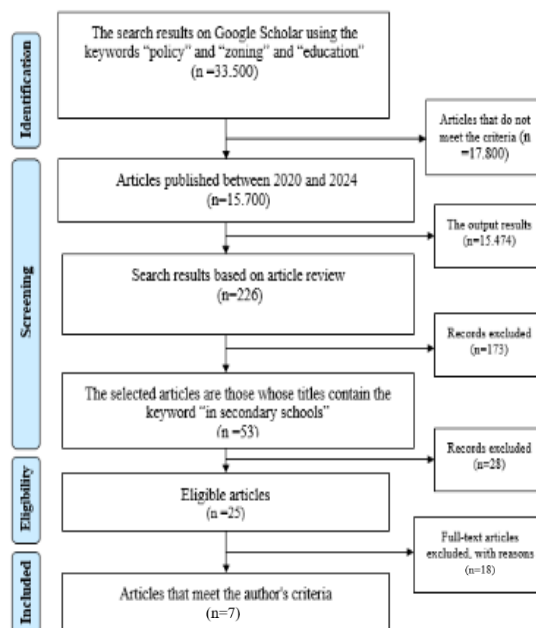 Identification
The search results on Google Scholar using the
keywords “policy” and “zoning” and “education”
(n =33.500)
Articles that do not
meet the criteria (n
=17.800)
Screening
Articles published between 2020 and 2024
(n=15.700)
The output results
(n=15.474)
Search results based on article review
(n=226)
Records excluded
(n=173)
The selected articles are those whose titles contain the
keyword “in secondary schools”
(n =53)
Records excluded
(n=28)
Eligibility
Eligible articles
(n =25)
Full-text articles
excluded, with reasons
(n=18)
Included
Articles that meet the author's criteria
(n=7)